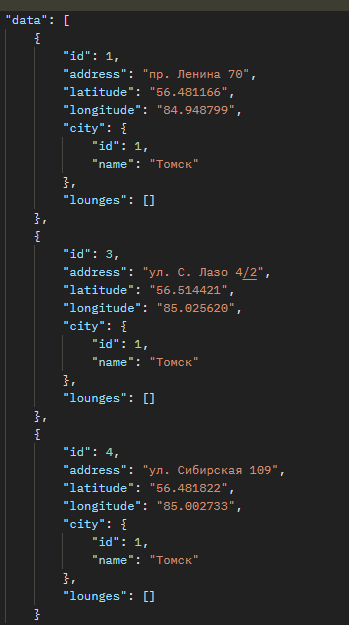 "data": [
{
"id": 1,
"address": "пр. Ленина 70",
"latitude": "56.481166",
"longitude": "84.948799",
"city": {
"id": 1,
"name": "Томск"
},
"lounges": []
},
{
"id": 3,
"address": "ул. С. Лазо 4/2",
"latitude": "56.514421",
"longitude": "85.025620",
"city": {
"id": 1,
"name": "Томск"
},
"lounges": []
},
{
"id": 4,
"address": "ул. Сибирская 109",
"latitude": "56.481822",
"longitude": "85.002733",
"city": {
"id": 1,
"name": "Томск"
},
"lounges": []
}